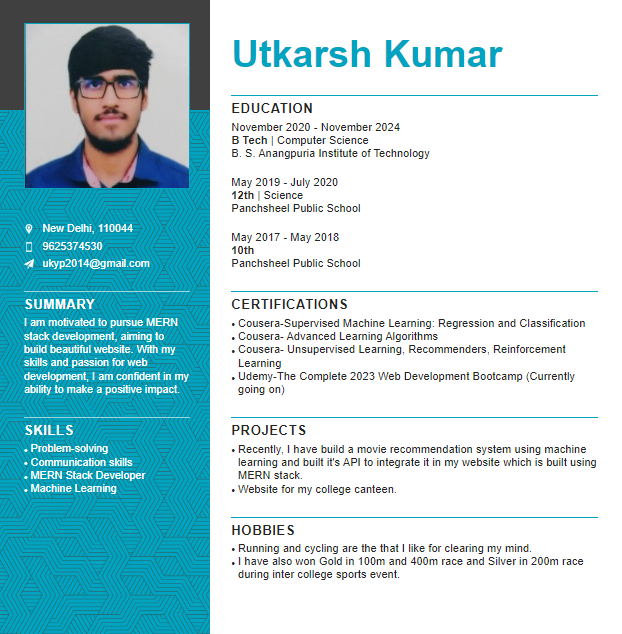 Utkarsh Kumar
New Delhi, 110044
9625374530
ukyp2014@gmail.com
SUMMARY
I am motivated to pursue MERN
stack development, aiming to
build beautiful website. With my
skills and passion for web
development, I am confident in my
ability to make a positive impact.
SKILLS
• Problem-solving
• Communication skills
• MERN Stack Developer
• Machine Learning
EDUCATION
November 2020 - November 2024
B Tech | Computer Science
B. S. Anangpuria Institute of Technology
May 2019 - July 2020
12th | Science
Panchsheel Public School
May 2017 - May 2018
10th
Panchsheel Public School
CERTIFICATIONS
• Cousera-Supervised Machine Learning: Regression and Classification
• Cousera- Advanced Learning Algorithms
• Cousera- Unsupervised Learning, Recommenders, Reinforcement
Learning
• Udemy-The Complete 2023 Web Development Bootcamp (Currently
going on)
PROJECTS
• Recently, I have build a movie recommendation system using machine
learning and built it's API to integrate it in my website which is built using
MERN stack.
• Website for my college canteen.
HOBBIES
• Running and cycling are the that I like for clearing my mind.
• I have also won Gold in 100m and 400m race and Silver in 200m race
during inter college sports event.